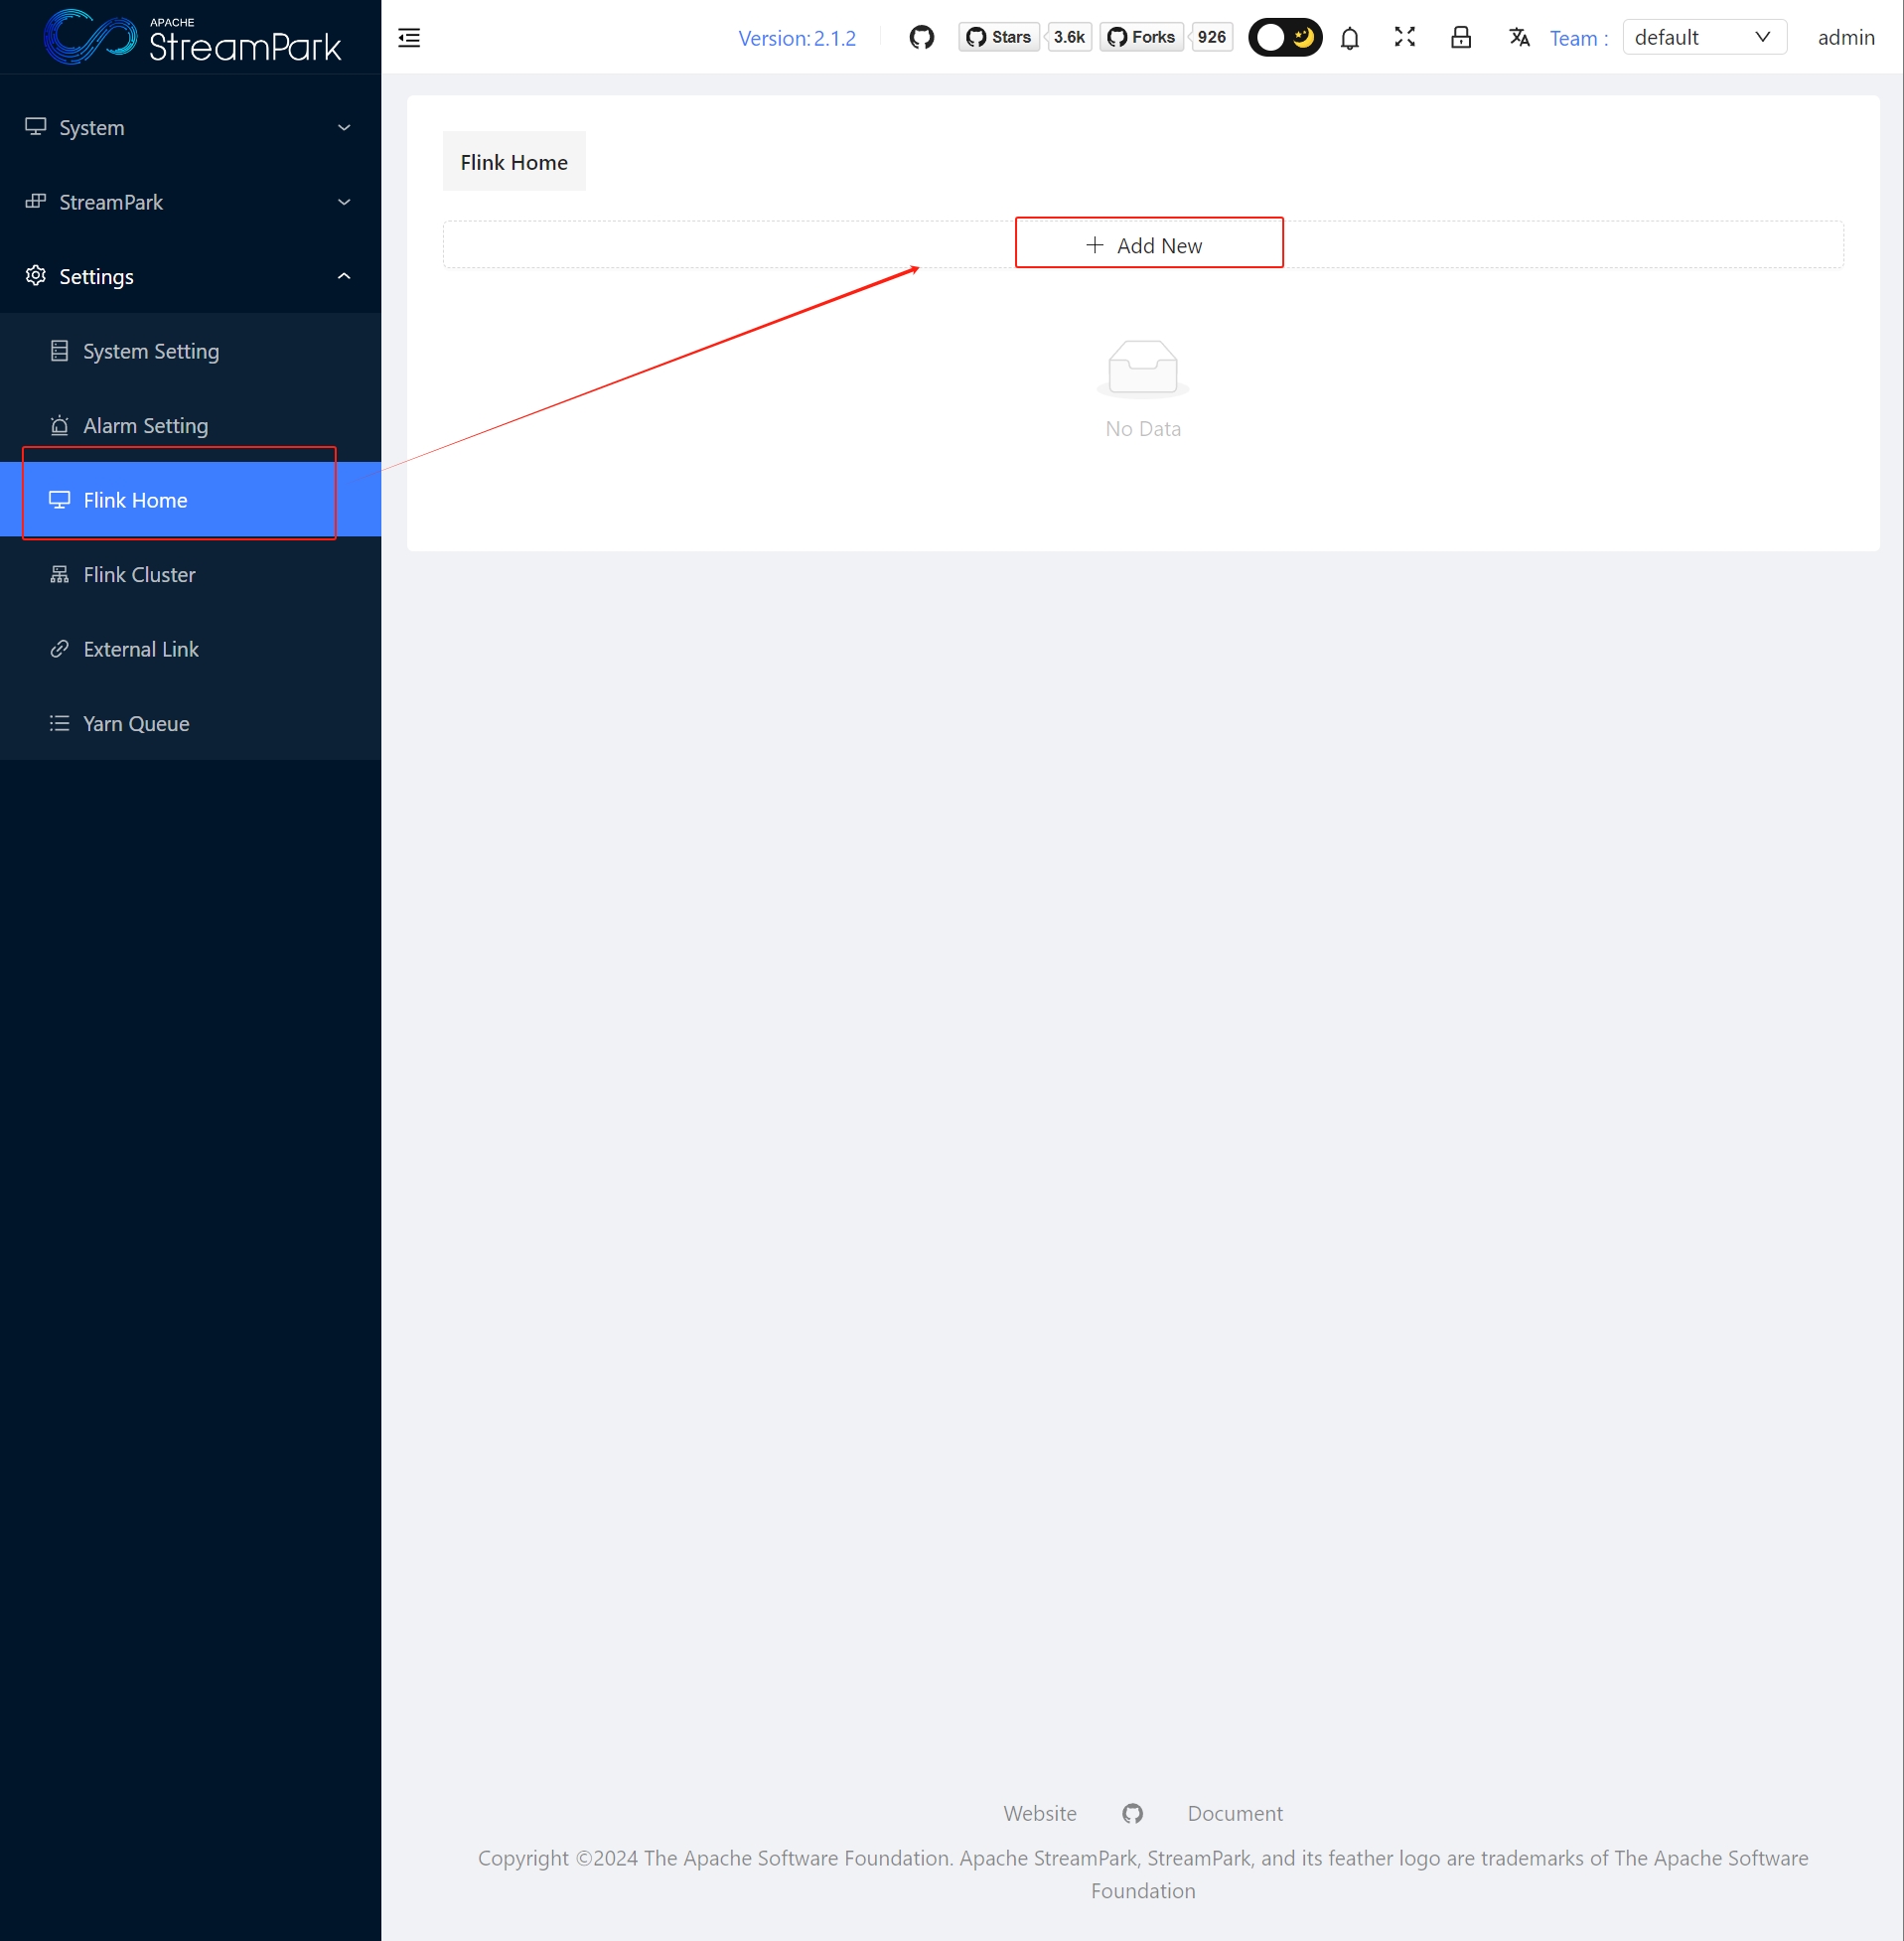 APACHE
StreamPark
Version:2.1.2
Stars
3.6k
Forks
926
Team :
default
admin
System
StreamPark
Settings
System Setting
Alarm Setting
Flink Home
Flink Cluster
External Link
Yarn Queue
Flink Home
Add New
No Data
Website
Document
Copyright ©2024 The Apache Software Foundation. Apache StreamPark, StreamPark, and its feather logo are trademarks of The Apache Software
Foundation